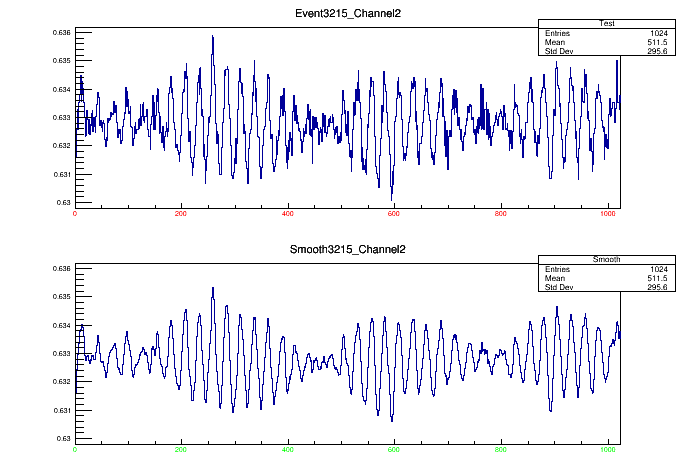 Event3215_Channel2
Test
Entries 1024
Mean 511.5
Std Dev 295.6
0.636
0.635
0.634
0.633
0.632
0.631
0.63
0 200 400 600 800 1000
Smooth3215_Channel2
Smooth
Entries 1024
Mean 511.5
Std Dev 295.6
0.636
0.635
0.634
0.633
0.632
0.631
0.63
0 200 400 600 800 1000